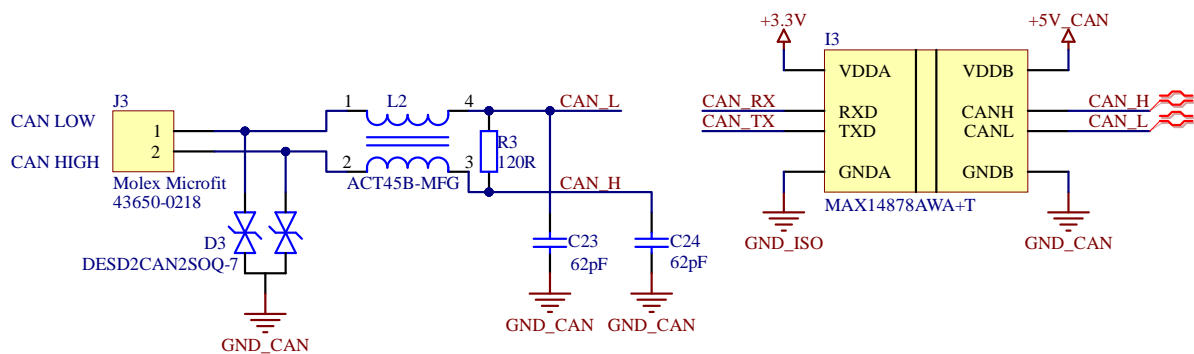 +3.3V
I3
+5V_CAN
VDDA
VDDB
J3
CAN LOW
1
2
CAN HIGH
Molex Microfit
43650-0218
1
L2
4
CAN_L
R3
120R
2
3
ACT45B-MFG
CAN_H
CAN_RX
RXD
CANH
CAN_H
CAN_TX
TXD
CANL
CAN_L
GNDA
GNDB
MAX14878AWA+T
GND_ISO
GND_CAN
D3
DESD2CAN2SOQ-7
GND_CAN
C23
62pF
GND_CAN
C24
62pF
GND_CAN